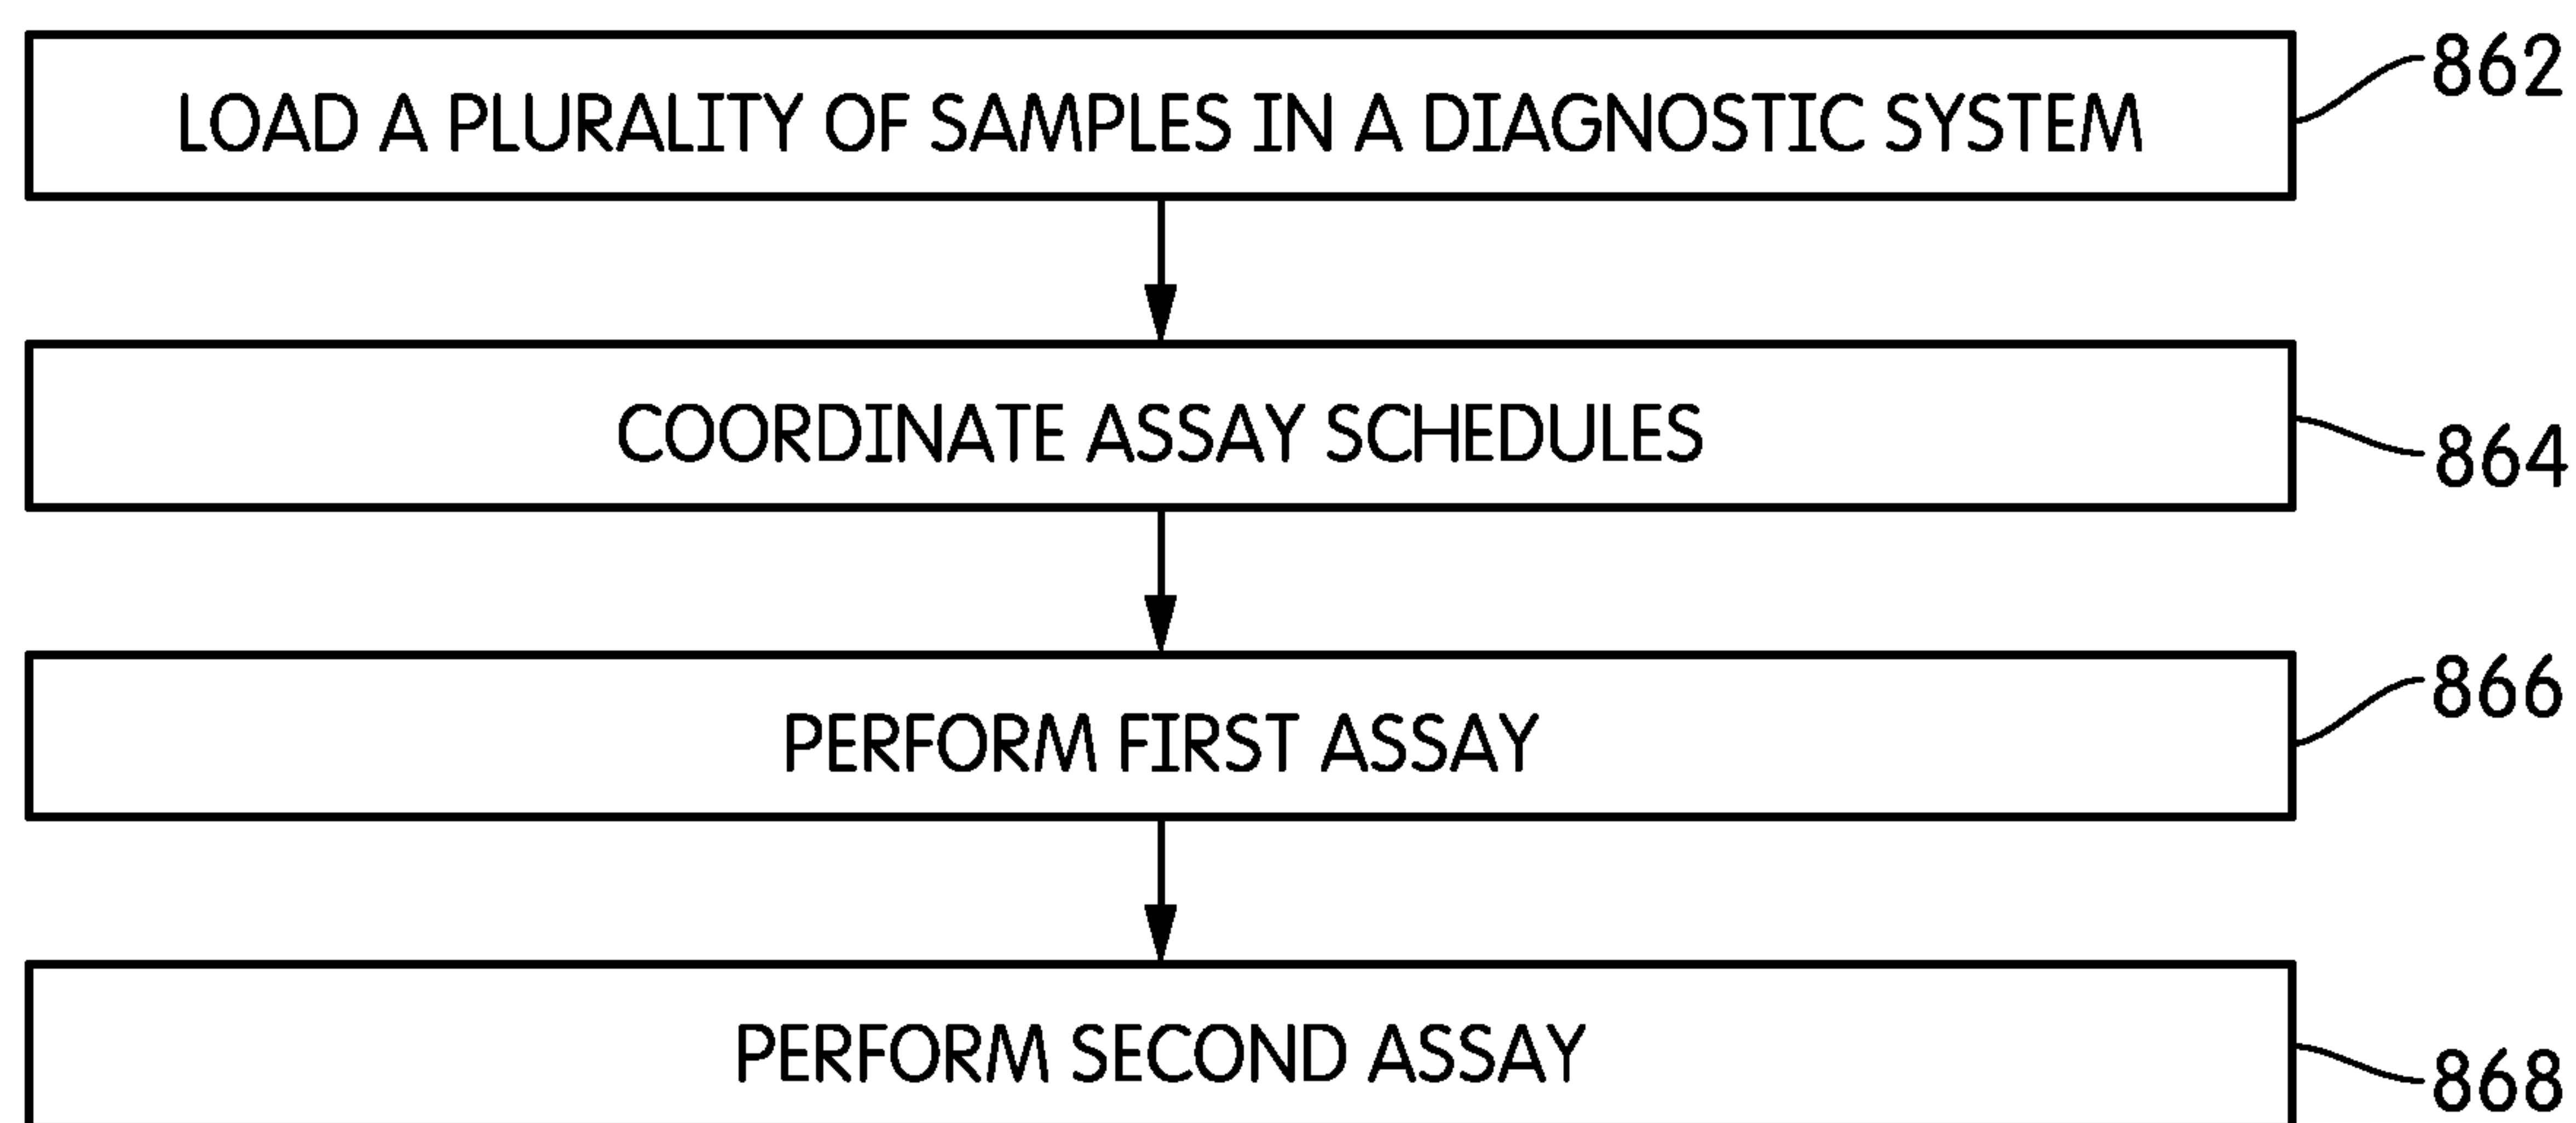 LOAD A PLURALITY OF SAMPLES IN A DIAGNOSTIC SYSTEM
862
COORDINATE ASSAY SCHEDULES
864
PERFORM FIRST ASSAY
866
PERFORM SECOND ASSAY
868